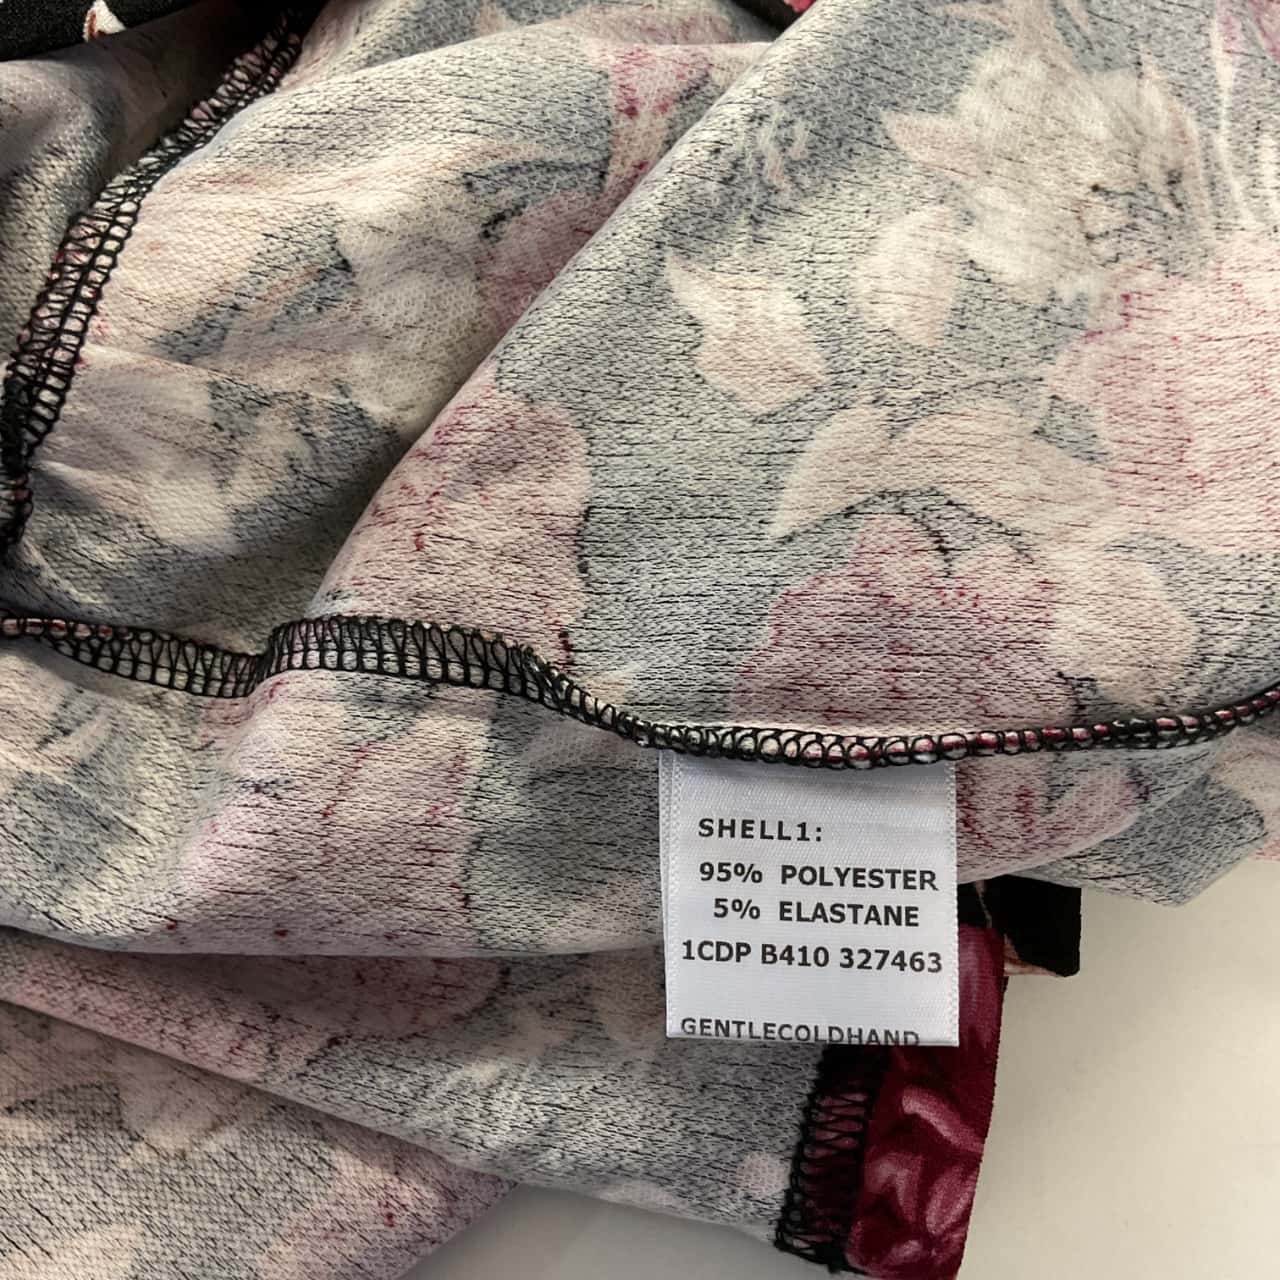 SHELL1:
95% POLYESTER
5% ELASTANE
1CDP B410 327463
GENTLECOLDHAND